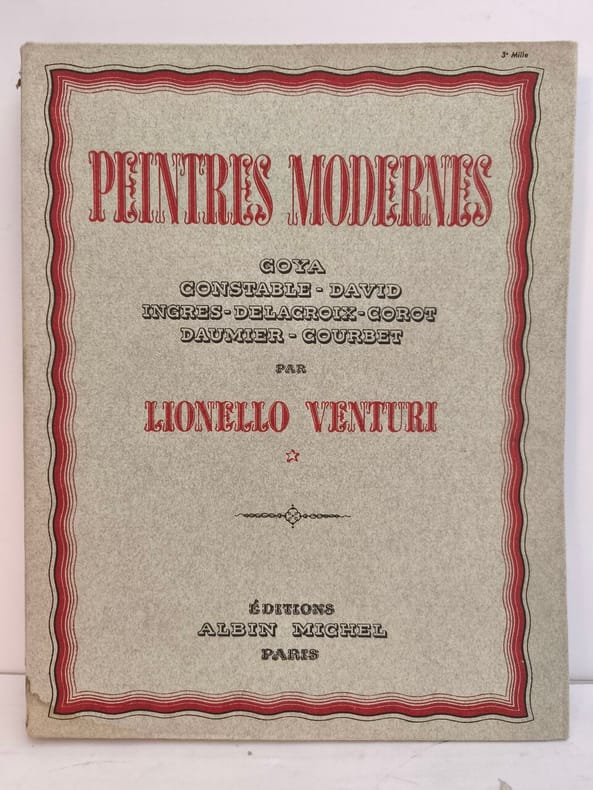 3e Mille
PEINTRES MODERNES
GOYA
CONSTABLE - DAVID
INGRES - DELACROIX - COROT
DAUMIER - COURBET
PAR
LIONELLO VENTURI
ÉDITIONS
ALBIN MICHEL
PARIS